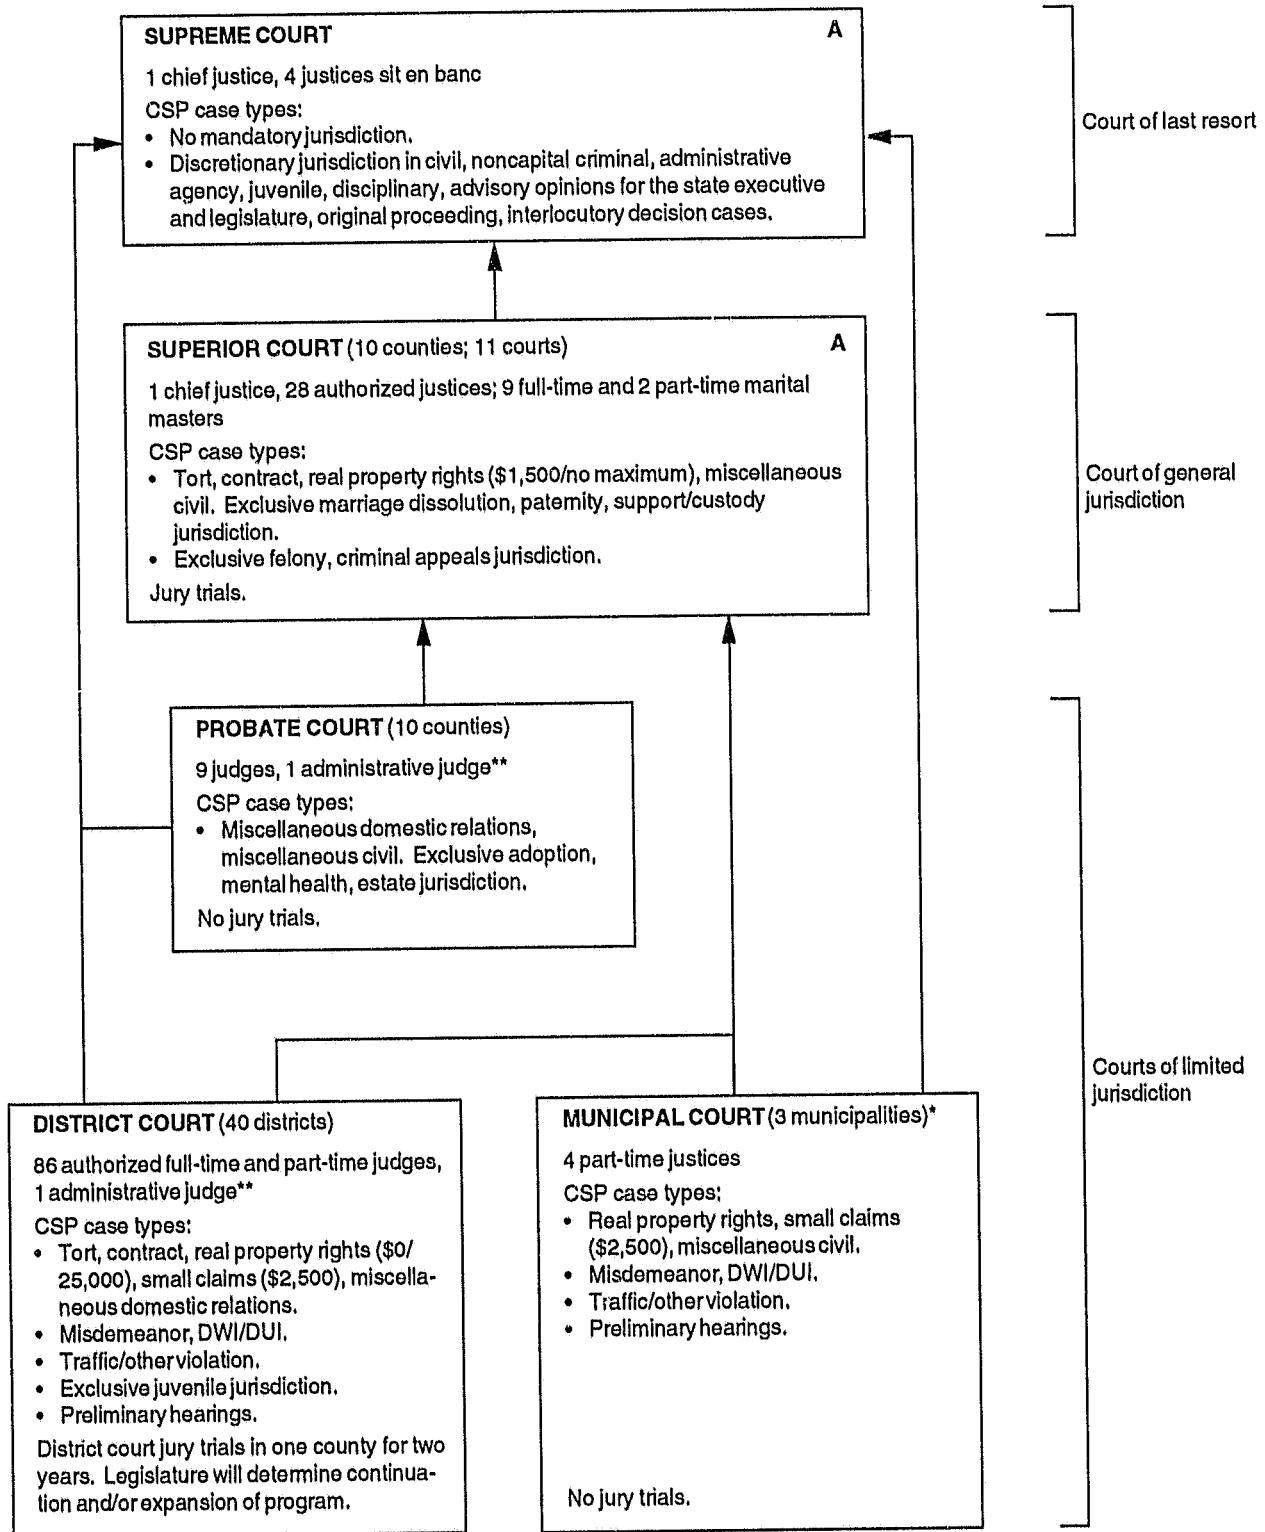 SUPREME COURT A
1 chief justice, 4 justices sit en banc
CSP case types:
• No mandatory jurisdiction.
• Discretionary jurisdiction in civil, noncapital criminal, administrative
agency, juvenile, disciplinary, advisory opinions for the state executive
and legislature, original proceeding, interlocutory decision cases.
Court of last resort
SUPERIOR COURT (10 counties; 11 courts) A
1 chief justice, 28 authorized justices; 9 full-time and 2 part-time marital
masters
CSP case types:
• Tort, contract, real property rights ($1,500/no maximum), miscellaneous
civil. Exclusive marriage dissolution, paternity, support/custody
jurisdiction.
• Exclusive felony, criminal appeals jurisdiction.
Jury trials.
Court of general
jurisdiction
PROBATE COURT (10 counties)
9 judges, 1 administrative judge**
CSP case types:
• Miscellaneous domestic relations,
miscellaneous civil. Exclusive adoption,
mental health, estate jurisdiction.
No jury trials.
Courts of limited
jurisdiction
DISTRICT COURT (40 districts)
86 authorized full-time and part-time judges,
1 administrative judge**
CSP case types:
• Tort, contract, real property rights ($0/
25,000), small claims ($2,500), miscella-
neous domestic relations.
• Misdemeanor, DWI/DUI.
• Traffic/other violation.
• Exclusive juvenile jurisdiction.
• Preliminary hearings.
District court jury trials in one county for two
years. Legislature will determine continua-
tion and/or expansion of program.
MUNICIPAL COURT (3 municipalities)*
4 part-time justices
CSP case types:
• Real property rights, small claims
($2,500), miscellaneous civil.
• Misdemeanor, DWI/DUI.
• Traffic/other violation.
• Preliminary hearings.
No jury trials.